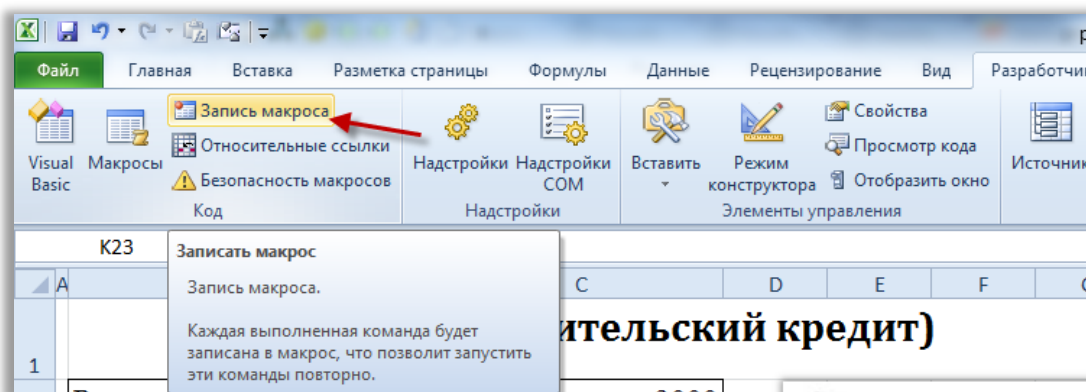 Файл Главная Вставка Разметка страницы Формулы Данные Рецензирование Вид Разработчик
Visual Basic
Макросы
Запись макроса
Относительные ссылки
Безопасность макросов
Код
Надстройки
Надстройки COM
Надстройки
Вставить
Режим конструктора
Свойства
Просмотр кода
Отобразить окно
Элементы управления
Источник
K23
Записать макрос
Запись макроса.
Каждая выполненная команда будет
записана в макрос, что позволит запустить
эти команды повторно.
A C D E F
1
ительский кредит)